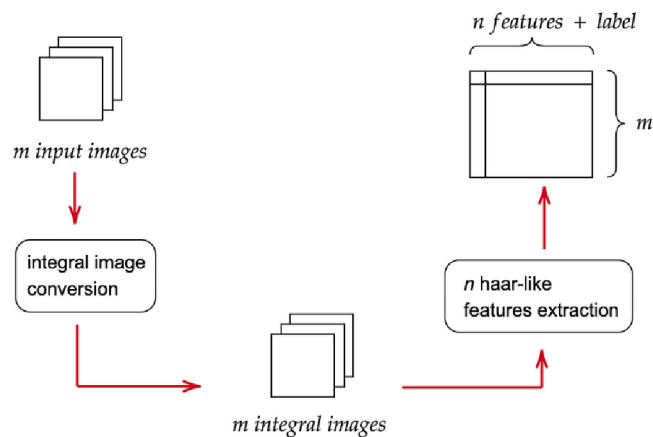 n features + label
m
m input images
integral image
conversion
n haar-like
features extraction
m integral images